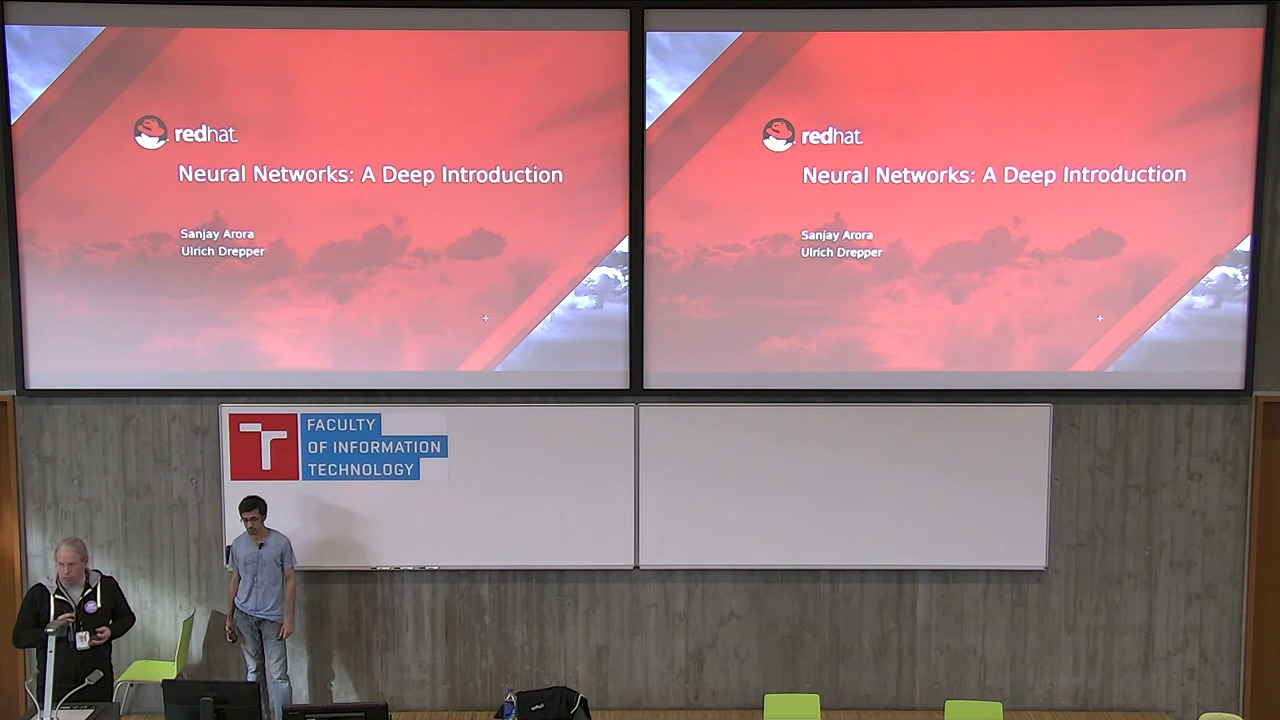 redhat.
Neural Networks: A Deep Introduction
Sanjay Arora
Ulrich Drepper
redhat.
Neural Networks: A Deep Introduction
Sanjay Arora
Ulrich Drepper
FACULTY
OF INFORMATION
TECHNOLOGY